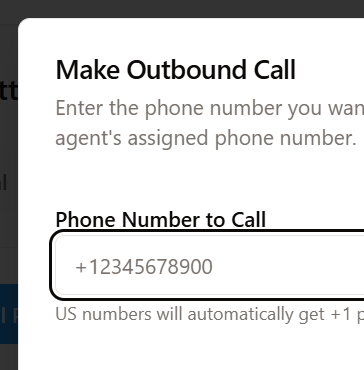 Make Outbound Call
Enter the phone number you wan
agent's assigned phone number.
Phone Number to Call
+12345678900
US numbers will automatically get +1 p